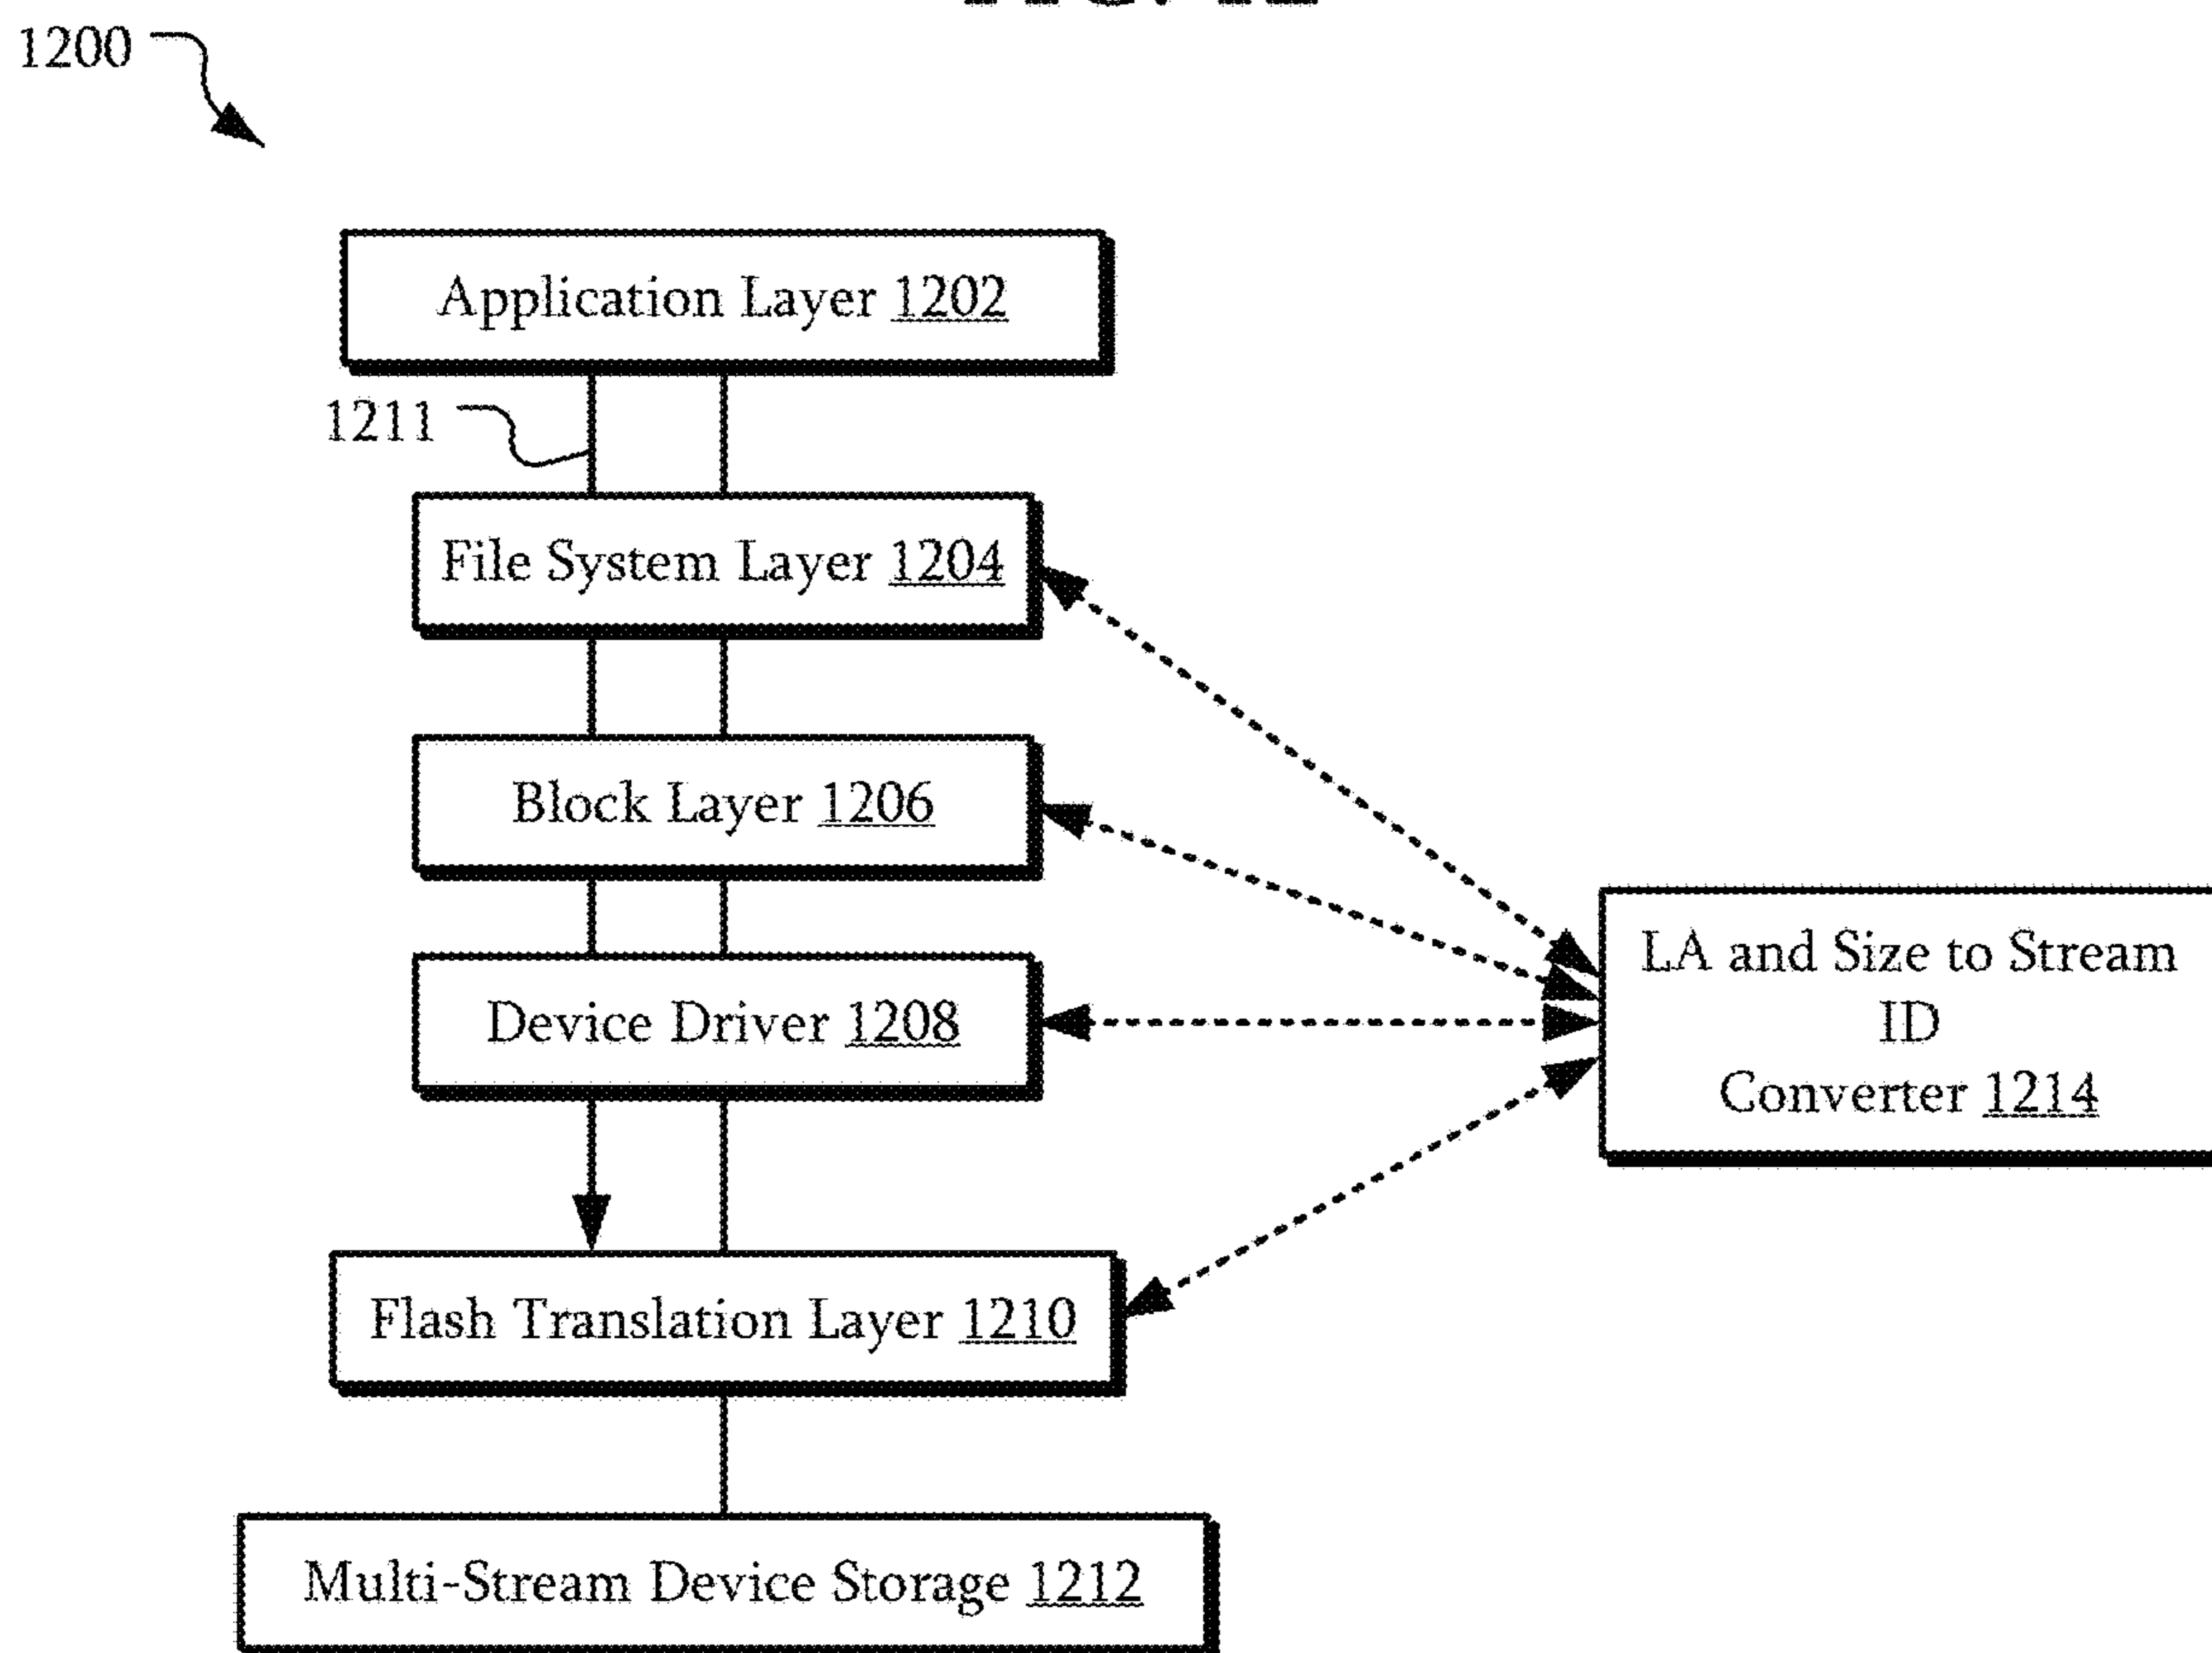 1200
Application Layer 1202
1211
File System Layer 1204
Block Layer 1206
LA and Size to Stream
ID
Converter 1214
Device Driver 1208
Flash Translation Layer 1210
Multi-Stream Device Storage 1212